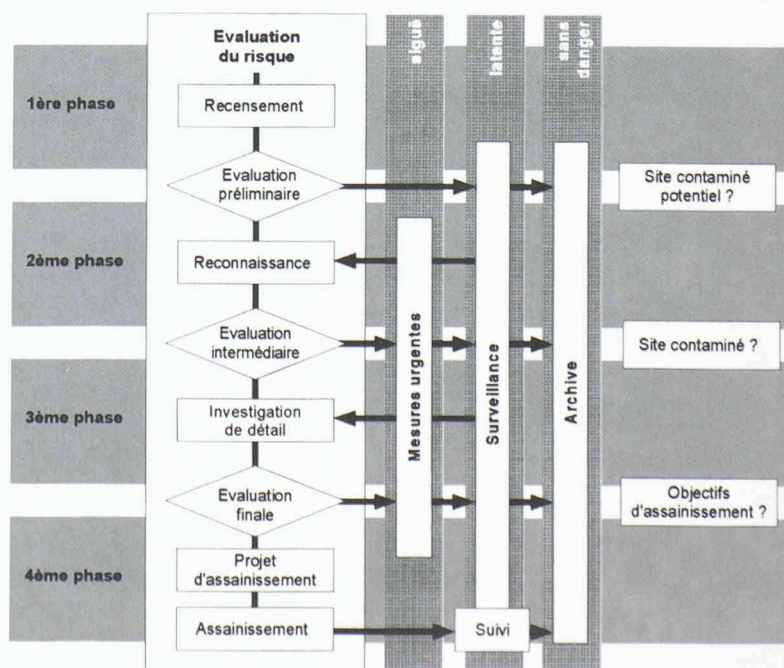 Evaluation
du risque
aiguë
latente
sans
danger
1ère phase
Recensement
Evaluation
préliminaire
Site contaminé
potentiel ?
2ème phase
Reconnaissance
Evaluation
intermédiaire
Site contaminé ?
Mesures urgentes
Surveillance
Archive
3ème phase
Investigation
de détail
Evaluation
finale
Objectifs
d'assainissement ?
4ème phase
Projet
d'assainissement
Assainissement
Suivi